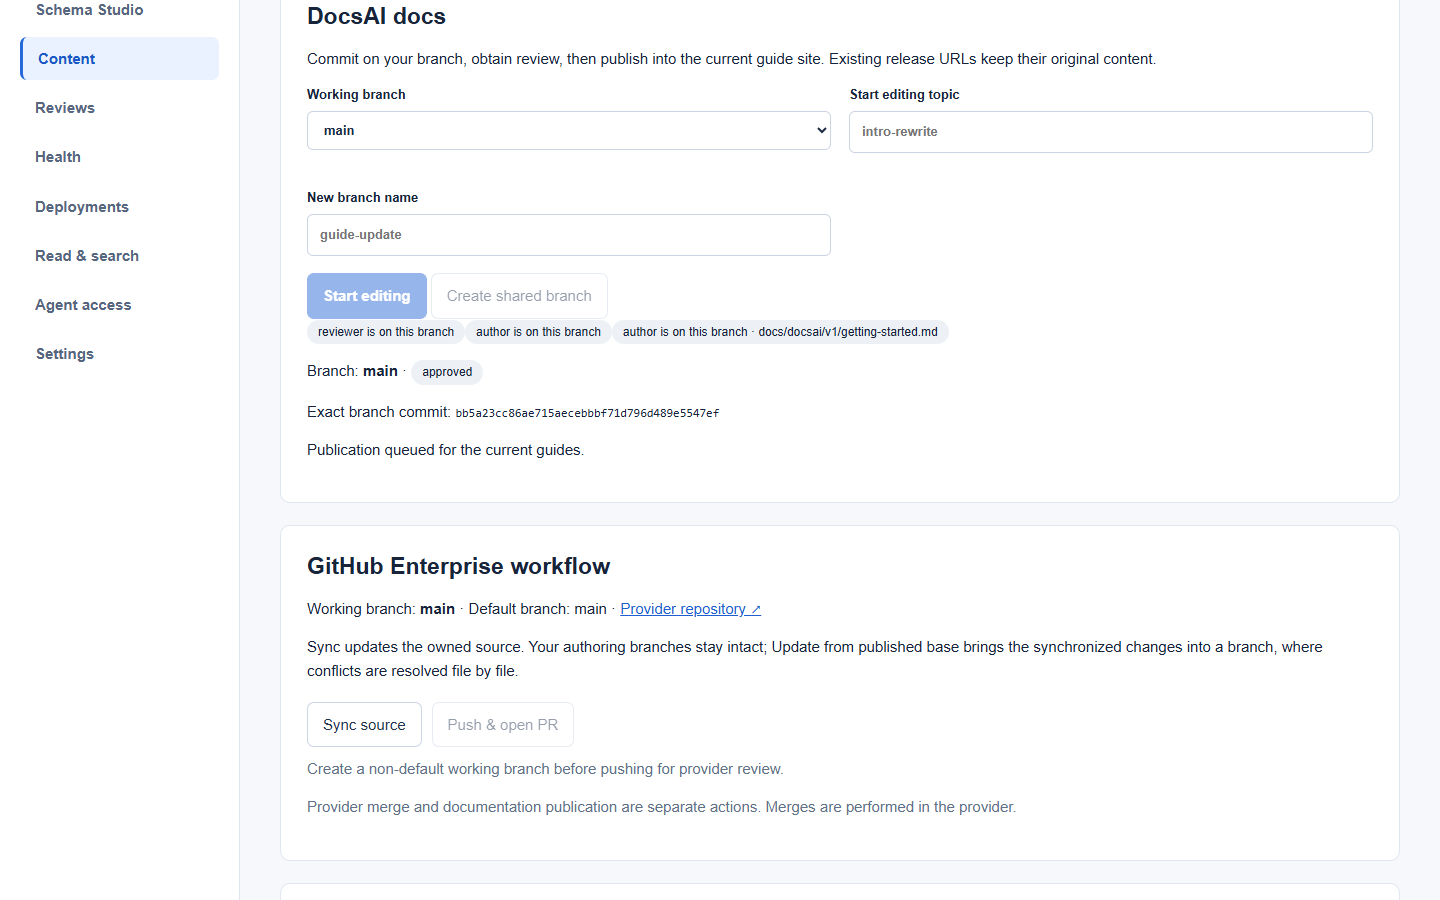 Schema Studio
Content
Reviews
Health
Deployments
Read & search
Agent access
Settings
DocsAI docs
Commit on your branch, obtain review, then publish into the current guide site. Existing release URLs keep their original content.
Working branch
main
Start editing topic
intro-rewrite
New branch name
guide-update
Start editing
Create shared branch
reviewer is on this branch
author is on this branch
author is on this branch · docs/docsai/v1/getting-started.md
Branch: main · approved
Exact branch commit: bb5a23cc86ae715aecebbbf71d796d489e5547ef
Publication queued for the current guides.
GitHub Enterprise workflow
Working branch: main · Default branch: main · Provider repository ↗
Sync updates the owned source. Your authoring branches stay intact; Update from published base brings the synchronized changes into a branch, where
conflicts are resolved file by file.
Sync source
Push & open PR
Create a non-default working branch before pushing for provider review.
Provider merge and documentation publication are separate actions. Merges are performed in the provider.